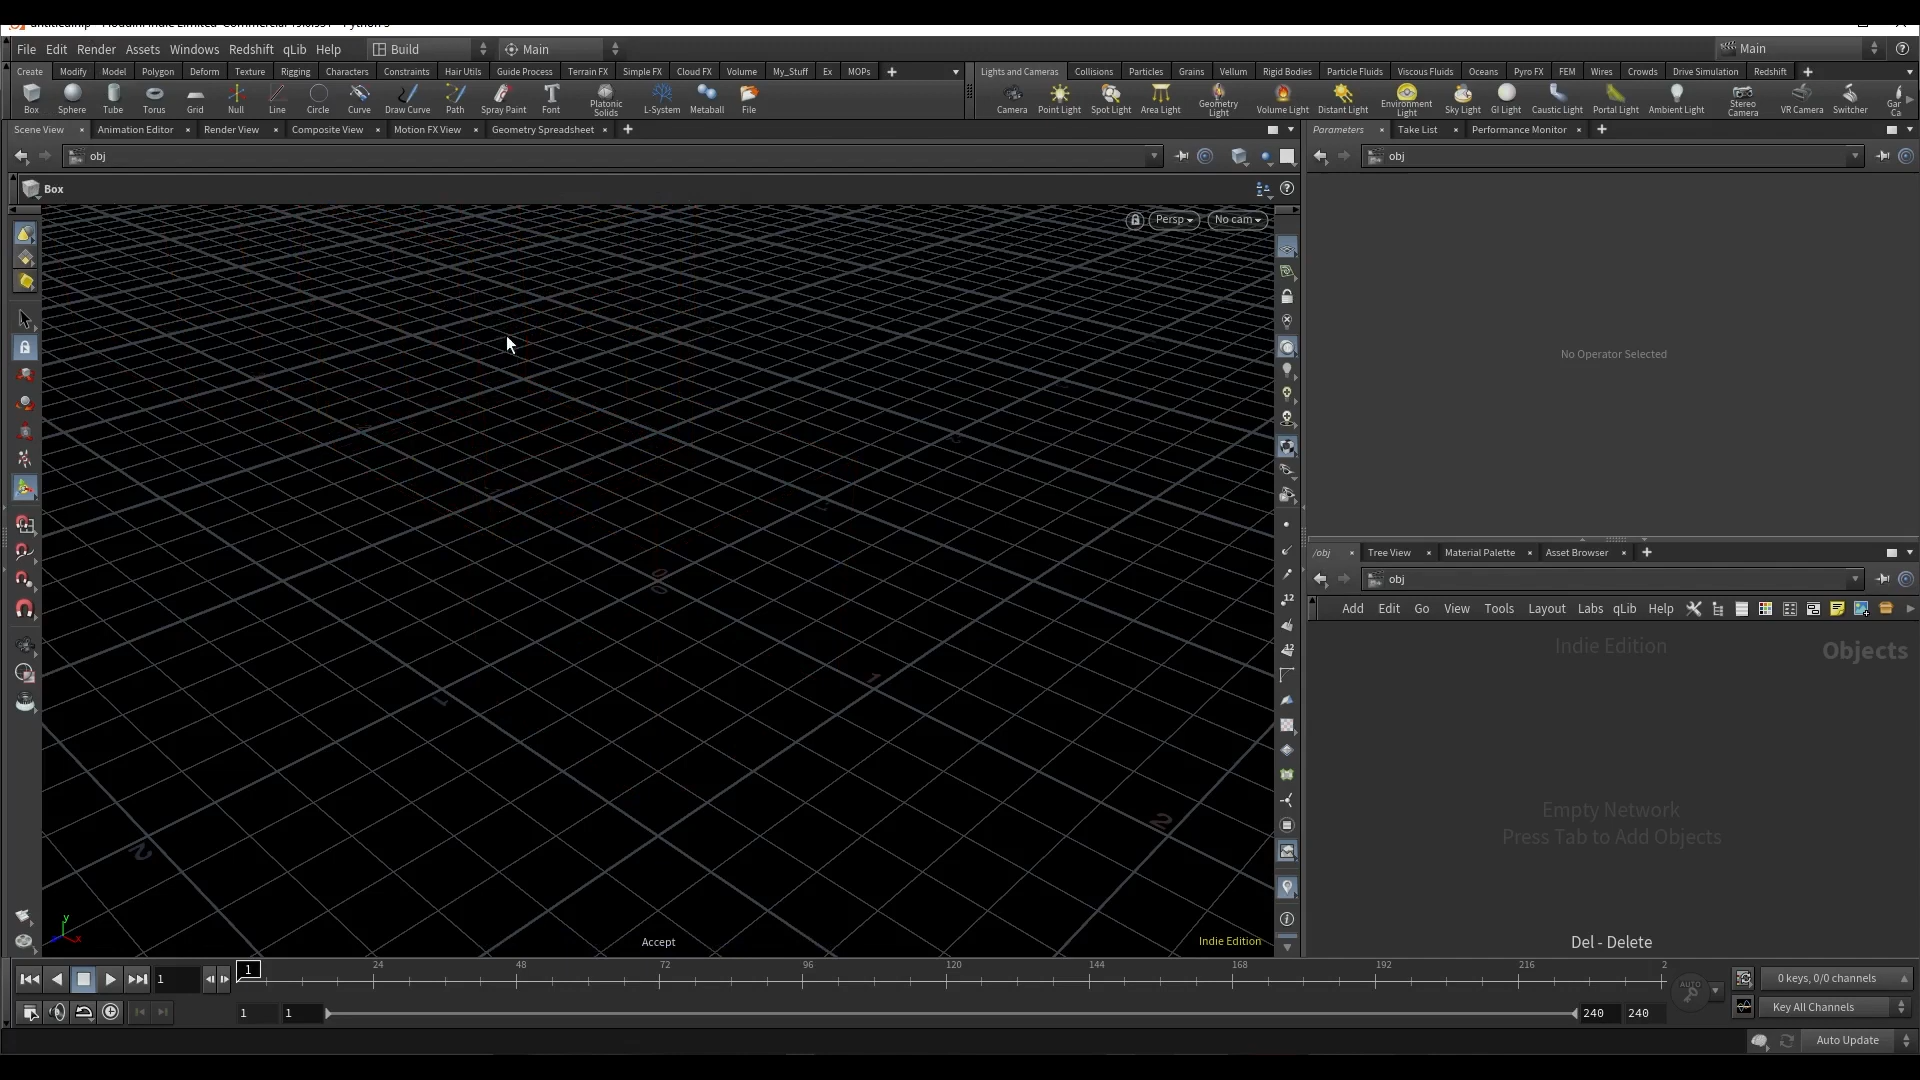 File Edit Render Assets Windows Redshift qLib Help Build Main Main
Create Modify Model Polygon Deform Texture Rigging Characters Constraints Hair Utils Guide Process Terrain FX Simple FX Cloud FX Volume My_Stuff Ex MOPs
Lights and Cameras Collisions Particles Grains Vellum Rigid Bodies Particle Fluids Viscous Fluids Oceans Pyro FX FEM Wires Crowds Drive Simulation Redshift
Box Sphere Tube Torus Grid Null Line Circle Curve Draw Curve Path Spray Paint Font Platonic Solids L-System Metaball File
Camera Point Light Spot Light Area Light Geometry Light Volume Light Distant Light Environment Light Sky Light GI Light Caustic Light Portal Light Ambient Light Stereo Camera VR Camera Switcher
Scene View Animation Editor Render View Composite View Motion FX View Geometry Spreadsheet
Parameters Take List Performance Monitor
obj
obj
Box
Persp No cam
No Operator Selected
/obj Tree View Material Palette Asset Browser
obj
Add Edit Go View Tools Layout Labs qLib Help
Indie Edition
Objects
Empty Network
Press Tab to Add Objects
Del - Delete
Accept
Indie Edition
1 1 24 48 72 96 120 144 168 192 216 2
AUTO
0 keys, 0/0 channels
1 1 240 240
Key All Channels
Auto Update